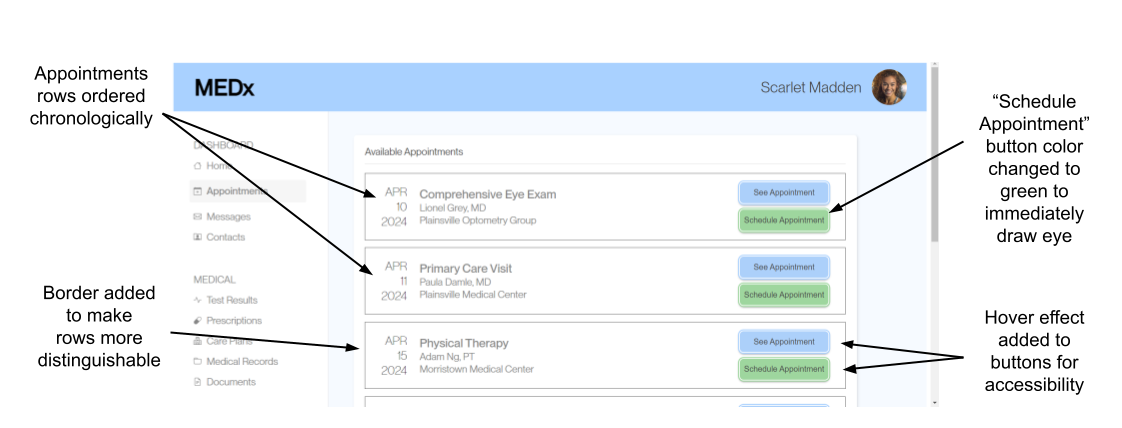 Appointments
rows ordered
chronologically
Border added
to make
rows more
distinguishable
MEDx
Scarlet Madden
DASHBOARD
Home
Appointments
Messages
Contacts
MEDICAL
Test Results
Prescriptions
Care Plans
Medical Records
Documents
Available Appointments
APR
10
2024
Comprehensive Eye Exam
Lionel Grey, MD
Plainsville Optometry Group
See Appointment
Schedule Appointment
APR
11
2024
Primary Care Visit
Paula Damle, MD
Plainsville Medical Center
See Appointment
Schedule Appointment
APR
15
2024
Physical Therapy
Adam Ng, PT
Morristown Medical Center
See Appointment
Schedule Appointment
“Schedule
Appointment”
button color
changed to
green to
immediately
draw eye
Hover effect
added to
buttons for
accessibility